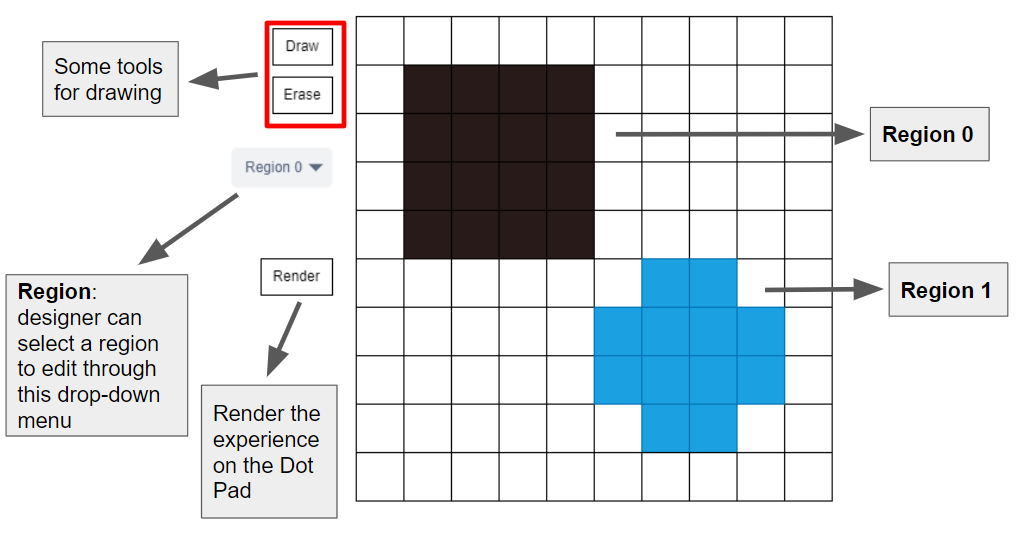 Some tools
for drawing
Draw
Erase
Region 0
Region 0
Region:
designer can
select a region
to edit through
this drop-down
menu
Render
Render the
experience
on the Dot
Pad
Region 1